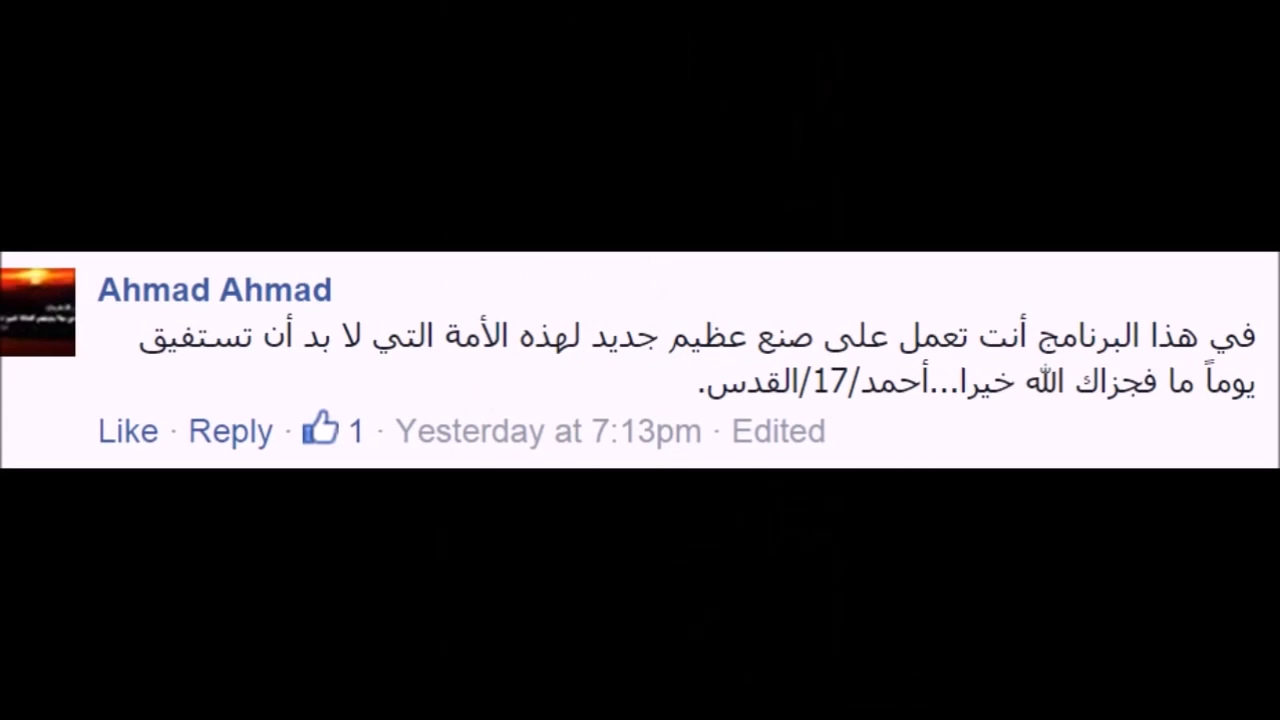 Ahmad Ahmad
في هذا البرنامج أنت تعمل على صنع عظيم جديد لهذه الأمة التي لا بد أن تستفيق
يوماً ما فجزاك الله خيرا...أحمد/17/القدس.
Like · Reply · 1 · Yesterday at 7:13pm · Edited